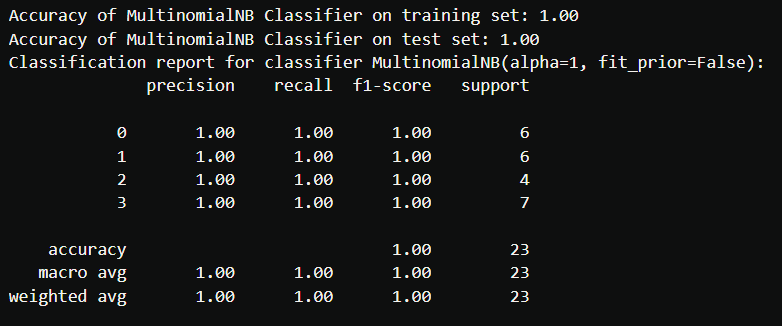 Accuracy of MultinomialNB Classifier on training set: 1.00
Accuracy of MultinomialNB Classifier on test set: 1.00
Classification report for classifier MultinomialNB(alpha=1, fit_prior=False):
precision recall f1-score support
0 1.00 1.00 1.00 6
1 1.00 1.00 1.00 6
2 1.00 1.00 1.00 4
3 1.00 1.00 1.00 7
accuracy 1.00 23
macro avg 1.00 1.00 1.00 23
weighted avg 1.00 1.00 1.00 23